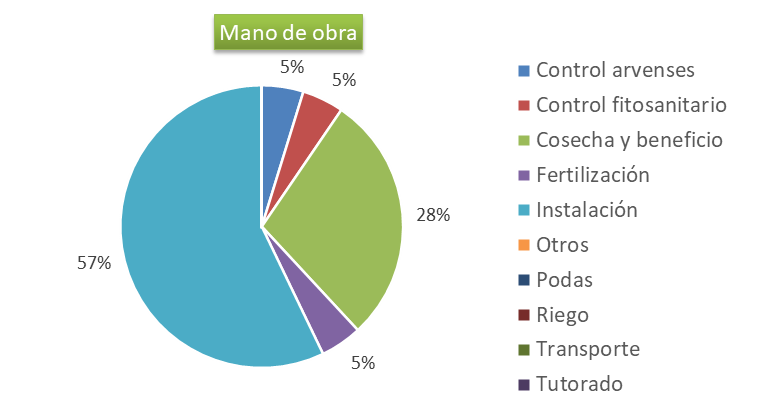 Mano de obra
5%
5%
28%
5%
57%
Control arvenses
Control fitosanitario
Cosecha y beneficio
Fertilización
Instalación
Otros
Podas
Riego
Transporte
Tutorado